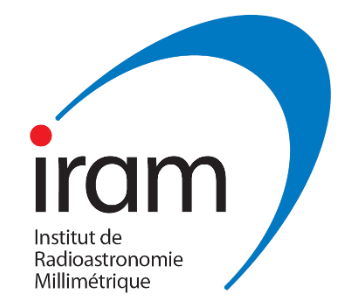 iram
Institut de
Radioastronomie
Millimétrique